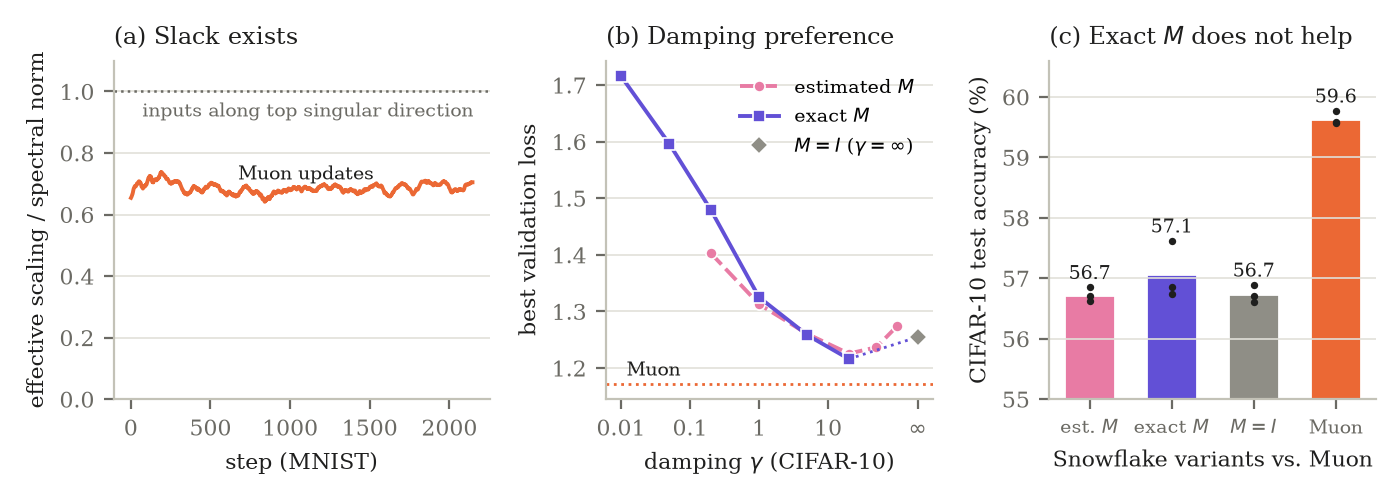 (a) Slack exists
effective scaling / spectral norm
1.0
0.8
0.6
0.4
0.2
0.0
inputs along top singular direction
Muon updates
0 500 1000 1500 2000
step (MNIST)
(b) Damping preference
best validation loss
1.7
1.6
1.5
1.4
1.3
1.2
estimated M
exact M
M = I (γ = ∞)
Muon
0.01 0.1 1 10 ∞
damping γ (CIFAR-10)
(c) Exact M does not help
CIFAR-10 test accuracy (%)
60
59
58
57
56
55
56.7
57.1
56.7
59.6
est. M exact M M = I Muon
Snowflake variants vs. Muon